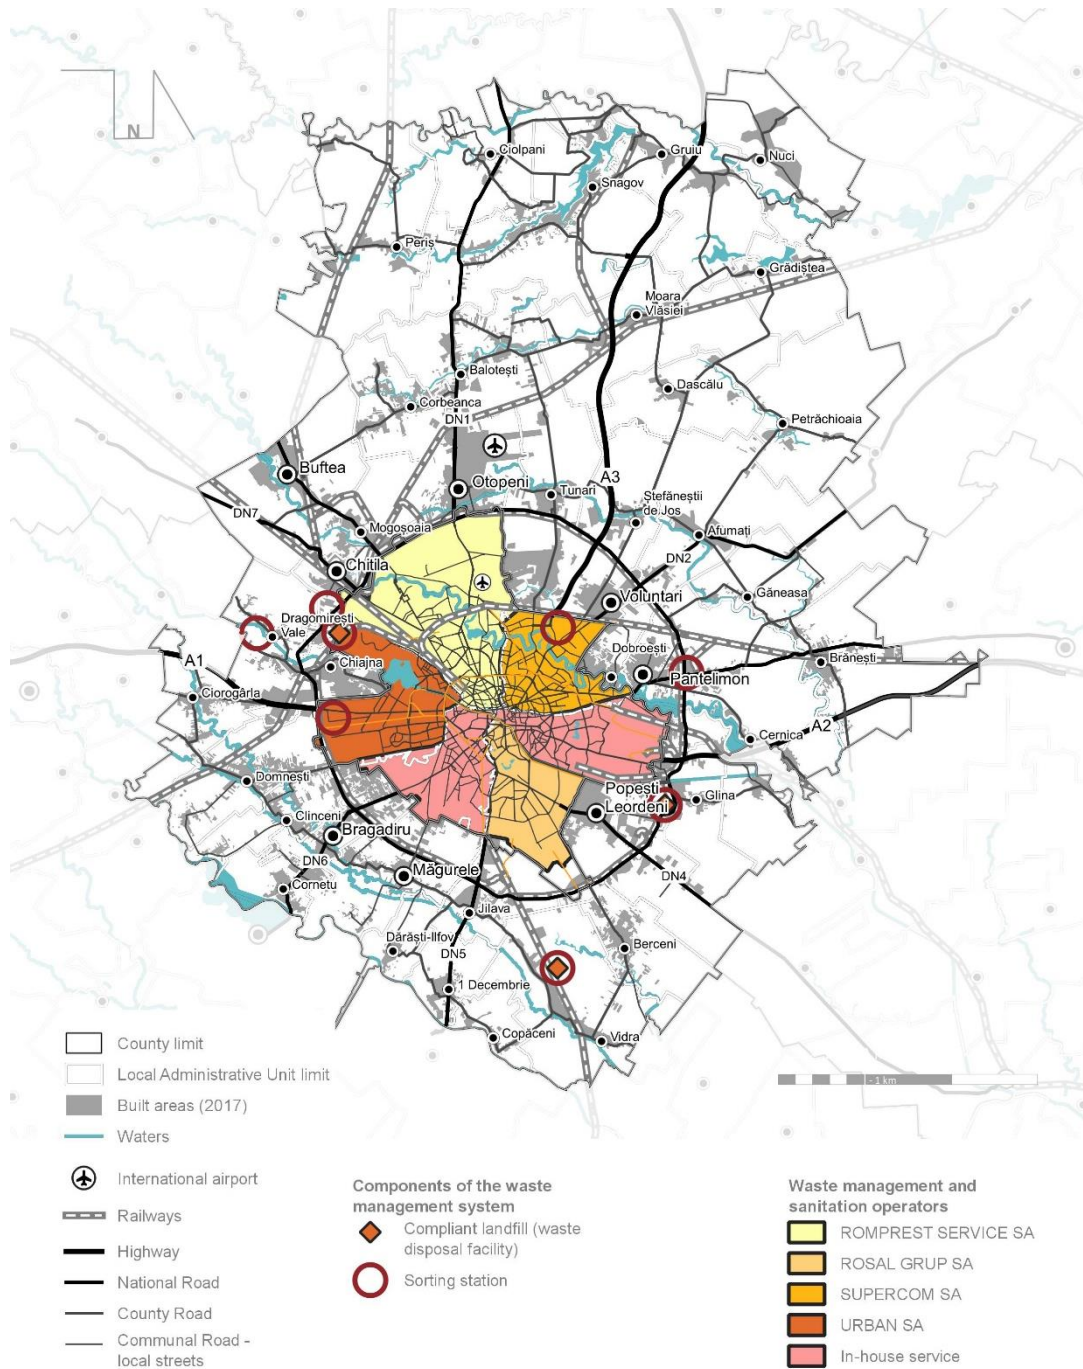 N
Ciolpani
Gruiu
Nuci
Snagov
Periș
Grădiștea
Moara
Vlăsiei
Balotești
Dascălu
Corbeanca
DN1
Petrăchioaia
Buftea
A3
Otopeni
Tunari
Ștefăneștii
de Jos
DN7
Mogoșoaia
Afumați
DN2
Chitila
Voluntari
Găneasa
Dragomirești
Vale
Dobroești
A1
Chiajna
Brănești
Pantelimon
Ciorogârla
A2
Cernica
Domnești
Popești
Leordeni
Glina
Clinceni
Bragadiru
DN6
Măgurele
DN4
Cornetu
Jilava
Dărăști-Ilfov
DN5
Berceni
1 Decembrie
Copăceni
Vidra
1 km
County limit
Local Administrative Unit limit
Built areas (2017)
Waters
International airport
Railways
Highway
National Road
County Road
Communal Road -
local streets
Components of the waste
management system
Compliant landfill (waste
disposal facility)
Sorting station
Waste management and
sanitation operators
ROMPREST SERVICE SA
ROSAL GRUP SA
SUPERCOM SA
URBAN SA
In-house service